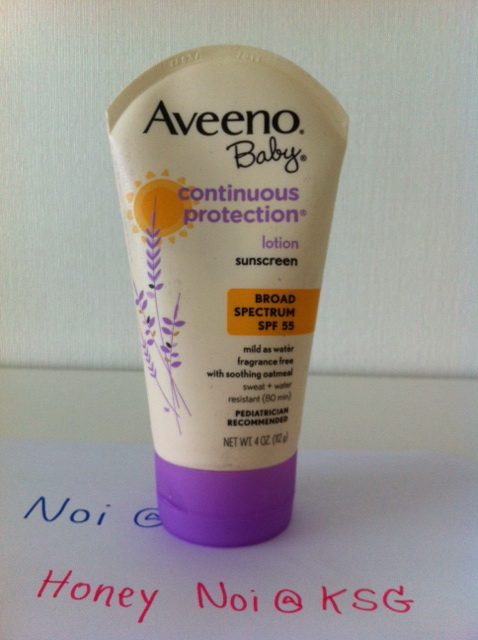 Aveeno®
Baby®
continuous
protection®
lotion
sunscreen
BROAD
SPECTRUM
SPF 55
mild as water
fragrance free
with soothing oatmeal
sweat + water
resistant (80 min)
PEDIATRICIAN
RECOMMENDED
NET WT. 4 OZ. (112 g)
Noi @
Honey Noi @ KSG